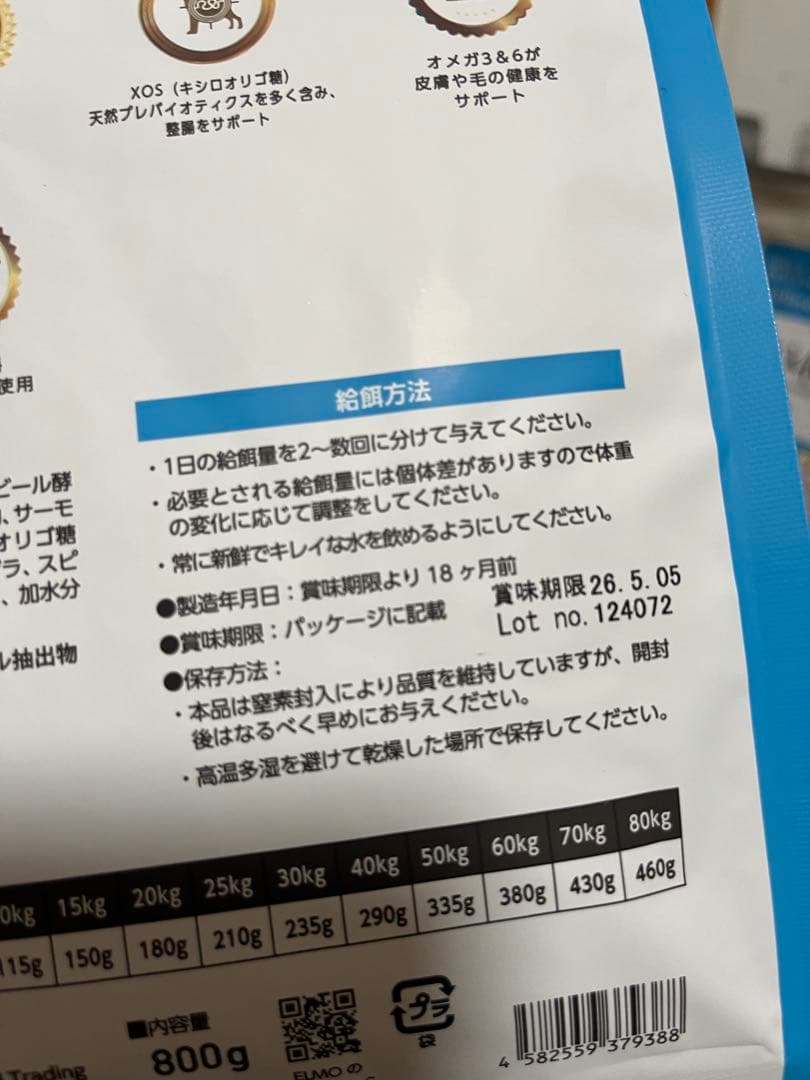 XOS（キシロオリゴ糖）
天然プレバイオティクスを多く含み、
整腸をサポート
オメガ3＆6が
皮膚や毛の健康を
サポート
使用
ビール酵
、サーモ
オリゴ糖
ラ、スピ
、加水分
ル抽出物
給餌方法
・1日の給餌量を2〜数回に分けて与えてください。
・必要とされる給餌量には個体差がありますので体重
の変化に応じて調整をしてください。
・常に新鮮でキレイな水を飲めるようにしてください。
●製造年月日：賞味期限より18ヶ月前
●賞味期限：パッケージに記載
賞味期限26.5.05
Lot no.124072
●保存方法：
・本品は窒素封入により品質を維持していますが、開封
後はなるべく早めにお与えください。
・高温多湿を避けて乾燥した場所で保存してください。
0kg 15kg 20kg 25kg 30kg 40kg 50kg 60kg 70kg 80kg
115g 150g 180g 210g 235g 290g 335g 380g 430g 460g
■内容量
800g
Trading
ELMO の
プラ
袋
4 582559 379388